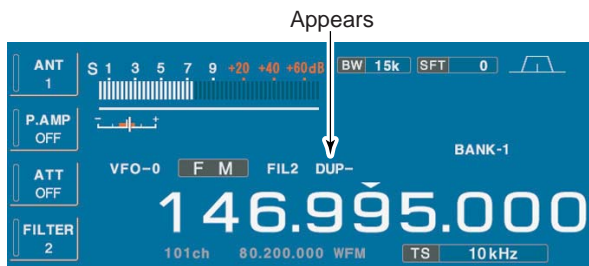 Appears
ANT
1
S 1 3 5 7 9 +20 +40 +60dB
BW 15k SFT 0
P.AMP
OFF
- +
BANK-1
ATT
OFF
VFO-0 FM FIL2 DUP-
146.995.000
FILTER
2
101ch 80.200.000 WFM TS 10kHz